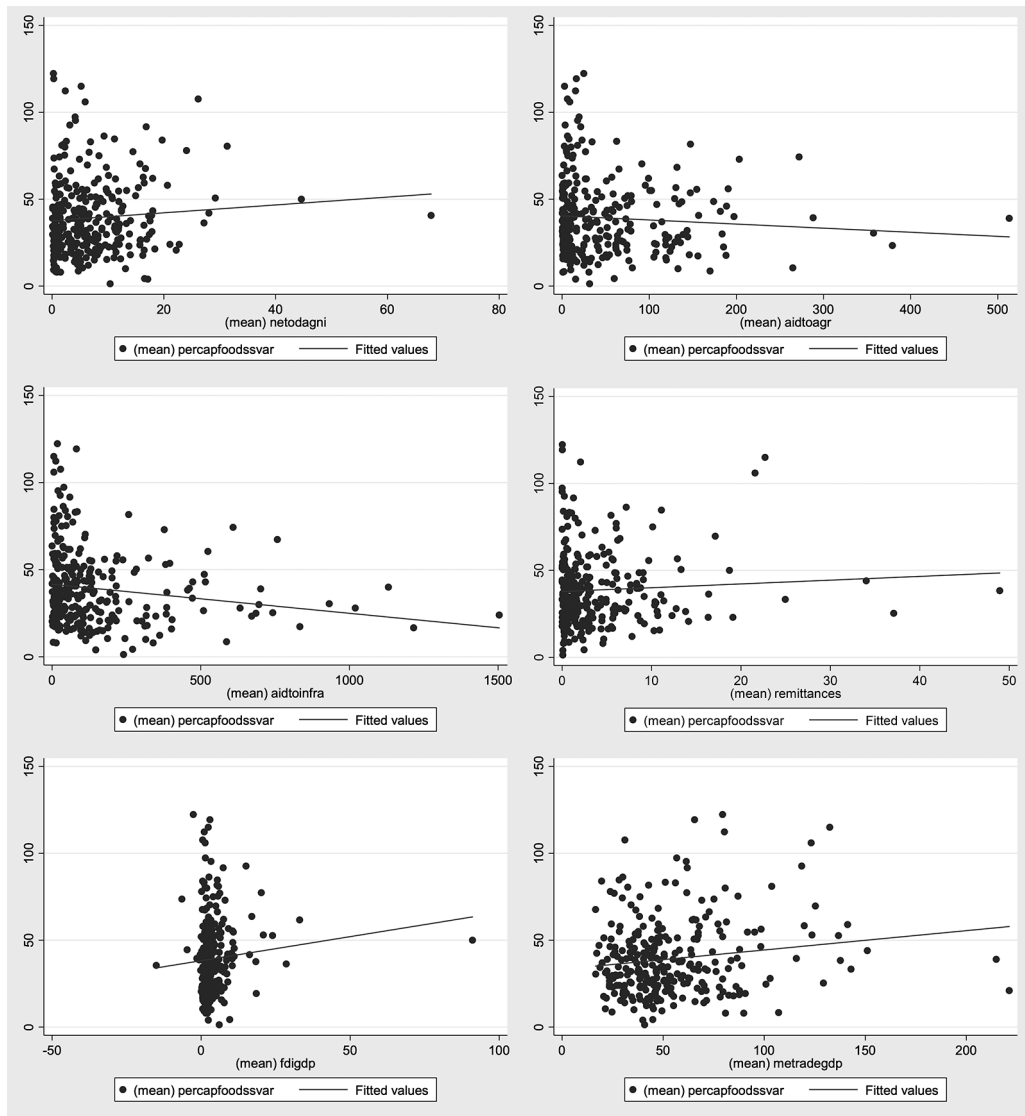 150
100
50
0
0 20 40 60 80
(mean) netodagni
(mean) percapfoodssvar Fitted values
150
100
50
0
0 100 200 300 400 500
(mean) aidtoagr
(mean) percapfoodssvar Fitted values
150
100
50
0
0 500 1000 1500
(mean) aidtoinfra
(mean) percapfoodssvar Fitted values
150
100
50
0
0 10 20 30 40 50
(mean) remittances
(mean) percapfoodssvar Fitted values
150
100
50
0
-50 0 50 100
(mean) fdigdp
(mean) percapfoodssvar Fitted values
150
100
50
0
0 50 100 150 200
(mean) metradegdp
(mean) percapfoodssvar Fitted values